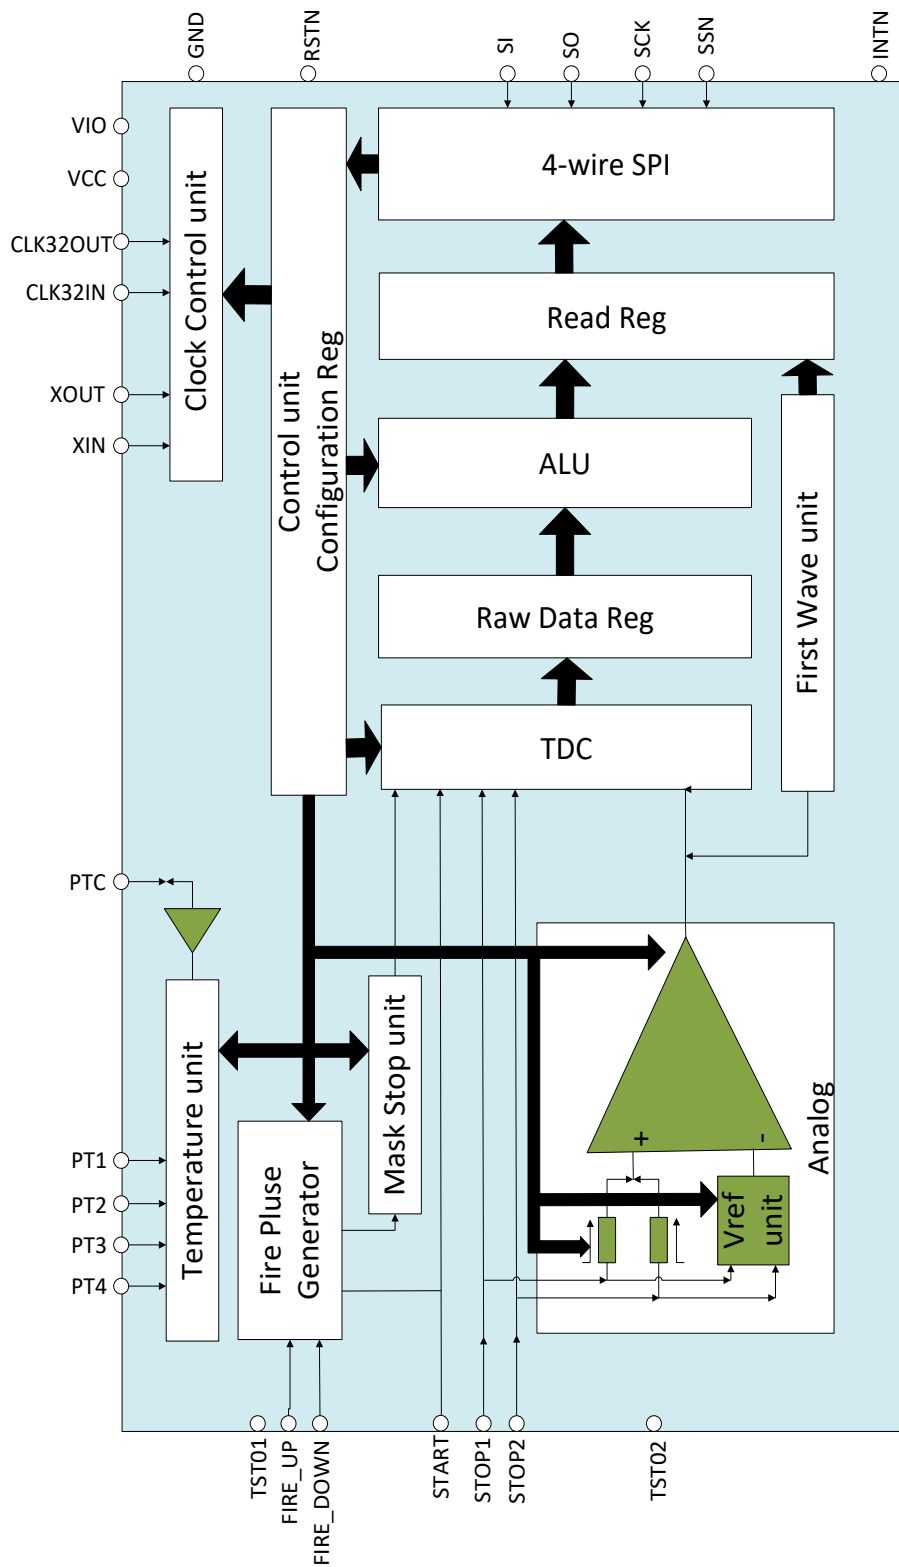 GND
RSTN
SI
SO
SCK
SSN
INTN
VIO
VCC
CLK32OUT
CLK32IN
XOUT
XIN
Clock Control unit
Control unit
Configuration Reg
4-wire SPI
Read Reg
ALU
Raw Data Reg
TDC
First Wave unit
PTC
PT1
PT2
PT3
PT4
Temperature unit
Fire Pluse
Generator
Mask Stop unit
+
-
Vref
unit
Analog
TST01
FIRE_UP
FIRE_DOWN
START
STOP1
STOP2
TST02